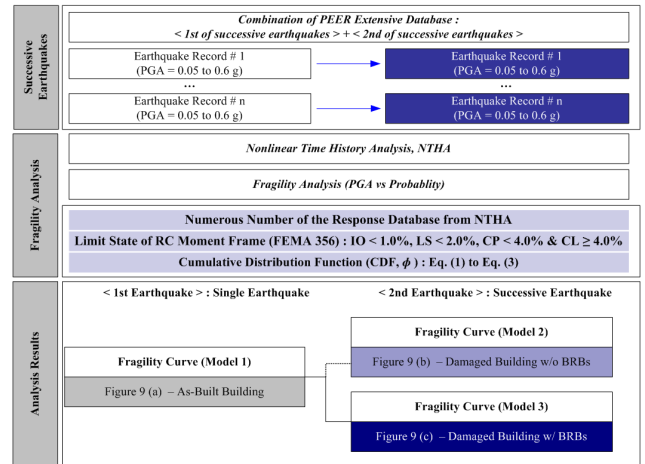 Successive
Earthquakes
Combination of PEER Extensive Database :
< 1st of successive earthquakes > + < 2nd of successive earthquakes >
Earthquake Record # 1
(PGA = 0.05 to 0.6 g)
...
Earthquake Record # n
(PGA = 0.05 to 0.6 g)
Earthquake Record # 1
(PGA = 0.05 to 0.6 g)
...
Earthquake Record # n
(PGA = 0.05 to 0.6 g)
Fragility Analysis
Nonlinear Time History Analysis, NTHA
Fragility Analysis (PGA vs Probablity)
Numerous Number of the Response Database from NTHA
Limit State of RC Moment Frame (FEMA 356) : IO < 1.0%, LS < 2.0%, CP < 4.0% & CL ≥ 4.0%
Cumulative Distribution Function (CDF, ϕ ) : Eq. (1) to Eq. (3)
Analysis Results
< 1st Earthquake > : Single Earthquake
< 2nd Earthquake > : Successive Earthquake
Fragility Curve (Model 1)
Figure 9 (a) – As-Built Building
Fragility Curve (Model 2)
Figure 9 (b) – Damaged Building w/o BRBs
Fragility Curve (Model 3)
Figure 9 (c) – Damaged Building w/ BRBs